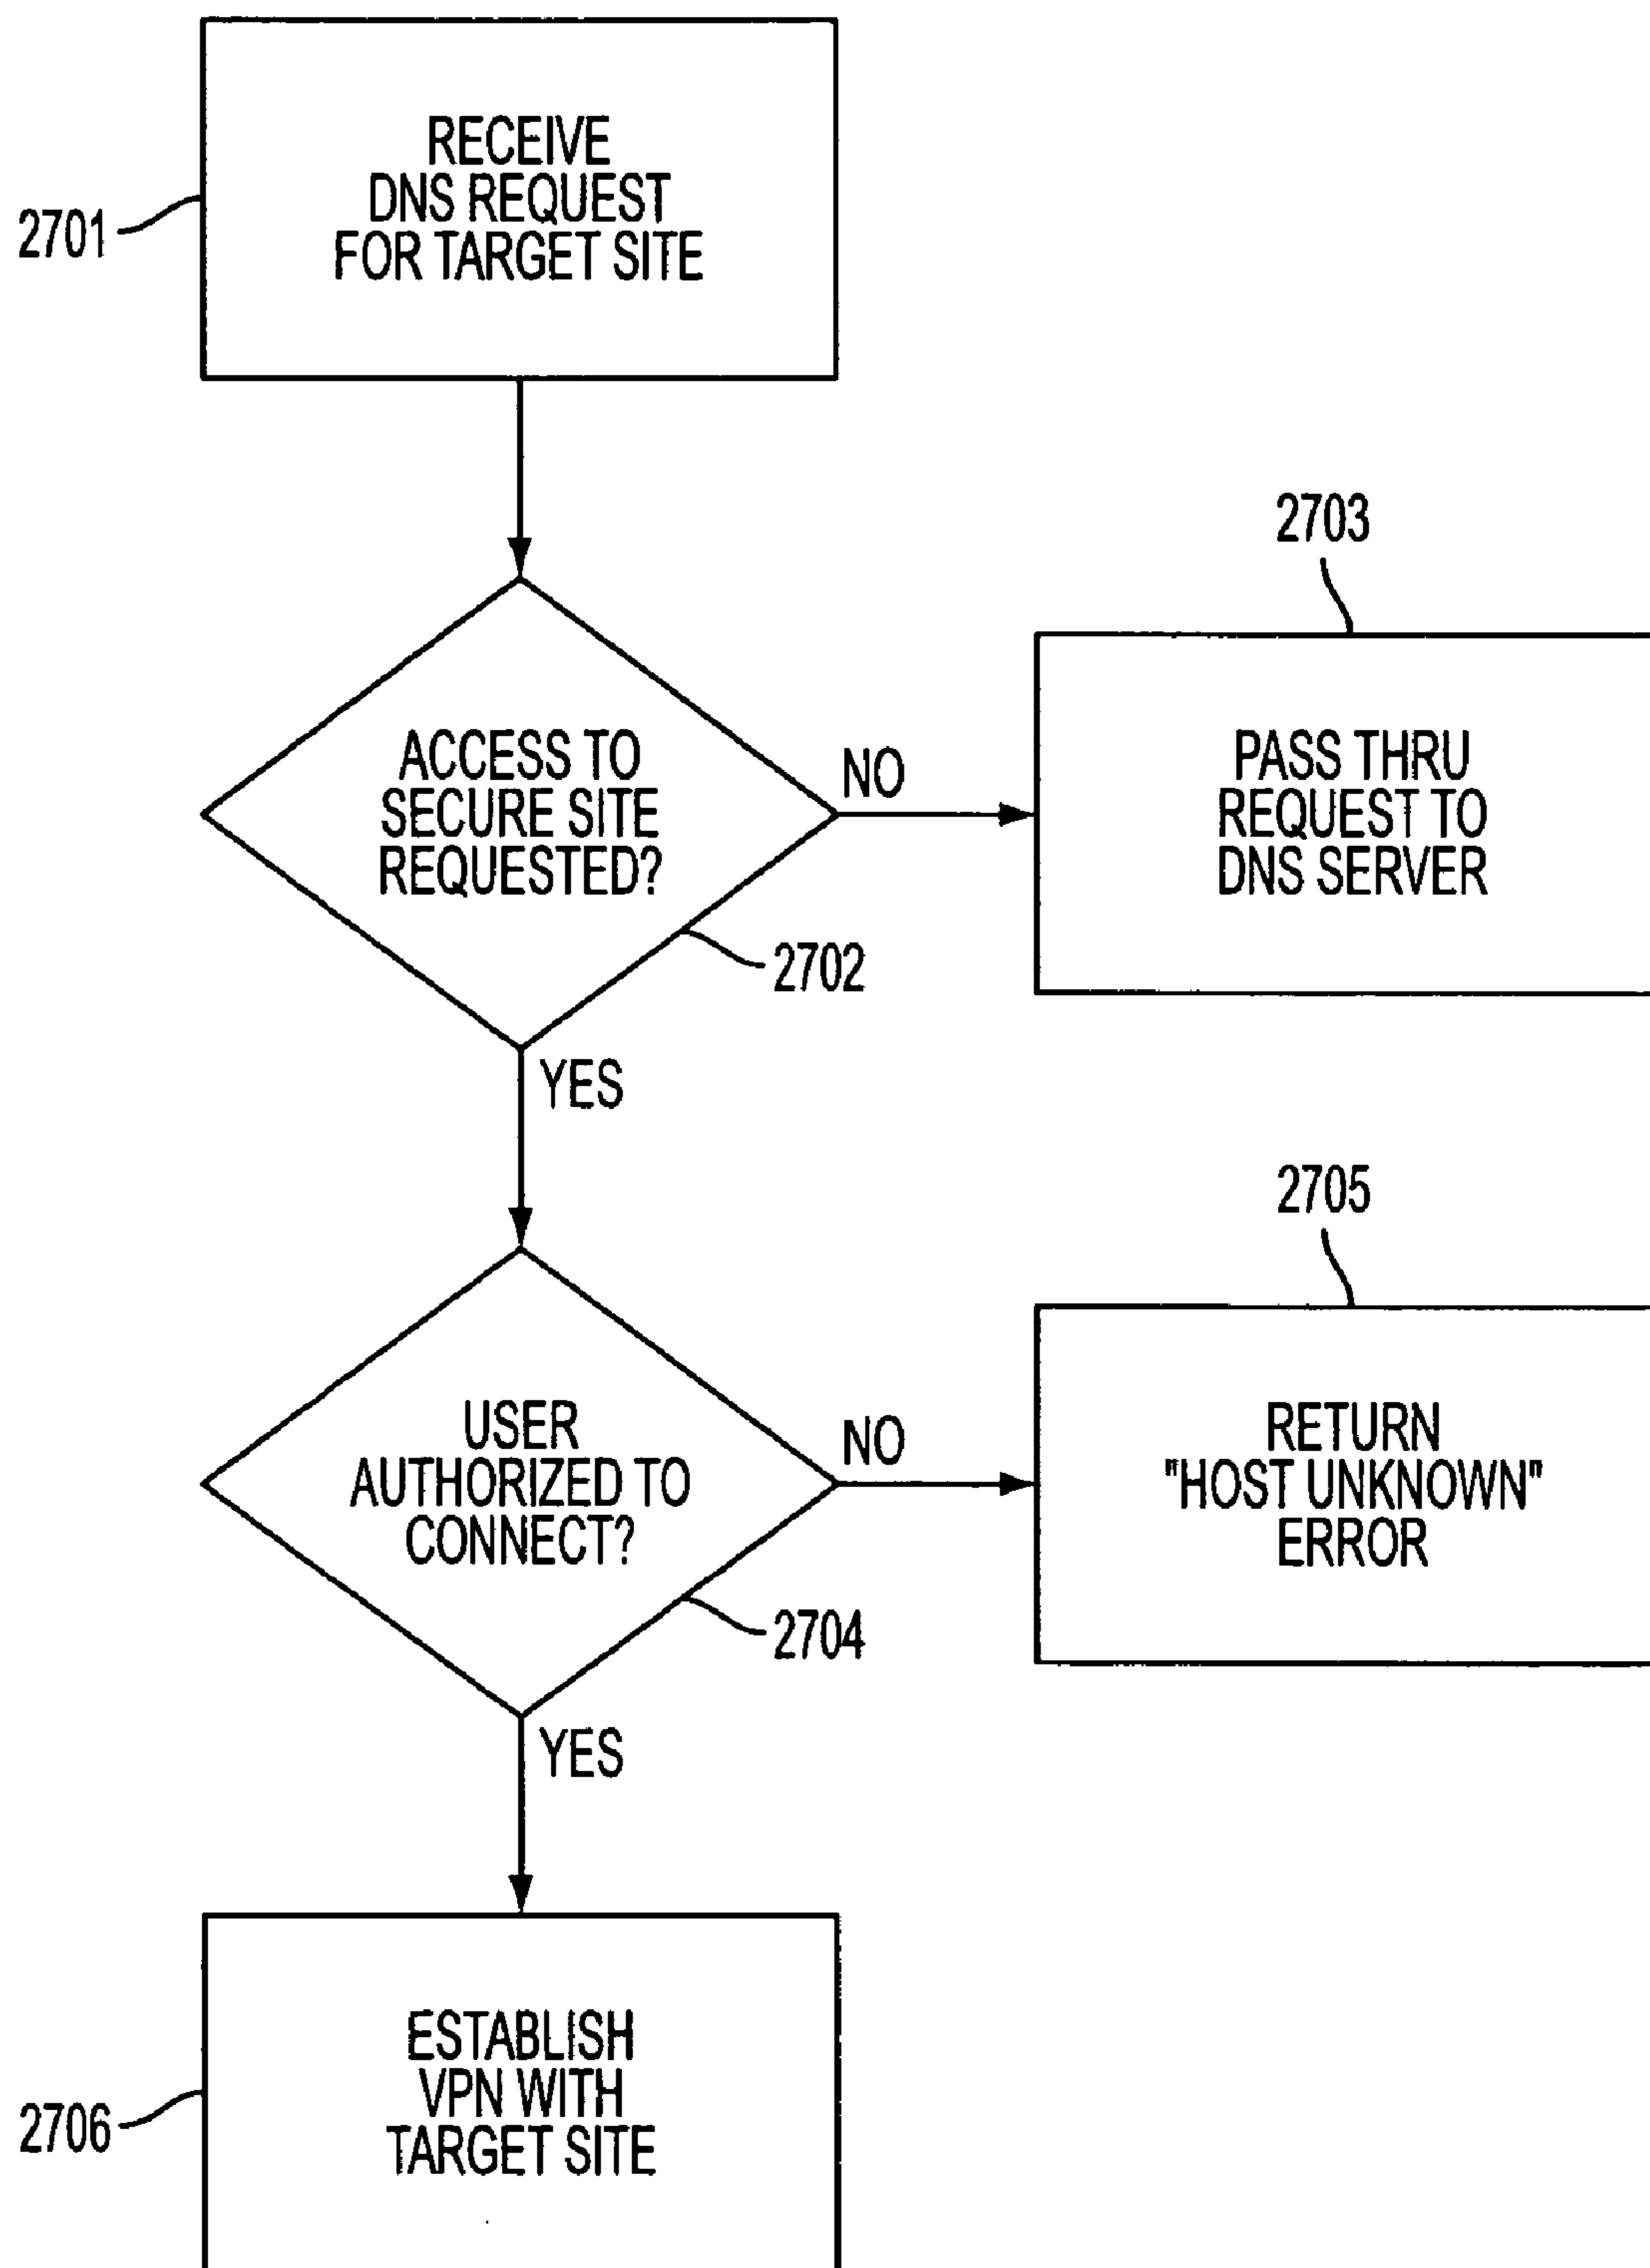 RECEIVE
DNS REQUEST
FOR TARGET SITE
2701
2703
ACCESS TO
SECURE SITE
REQUESTED?
NO
PASS THRU
REQUEST TO
DNS SERVER
2702
YES
2705
USER
AUTHORIZED TO
CONNECT?
NO
RETURN
"HOST UNKNOWN"
ERROR
2704
YES
ESTABLISH
VPN WITH
TARGET SITE
2706